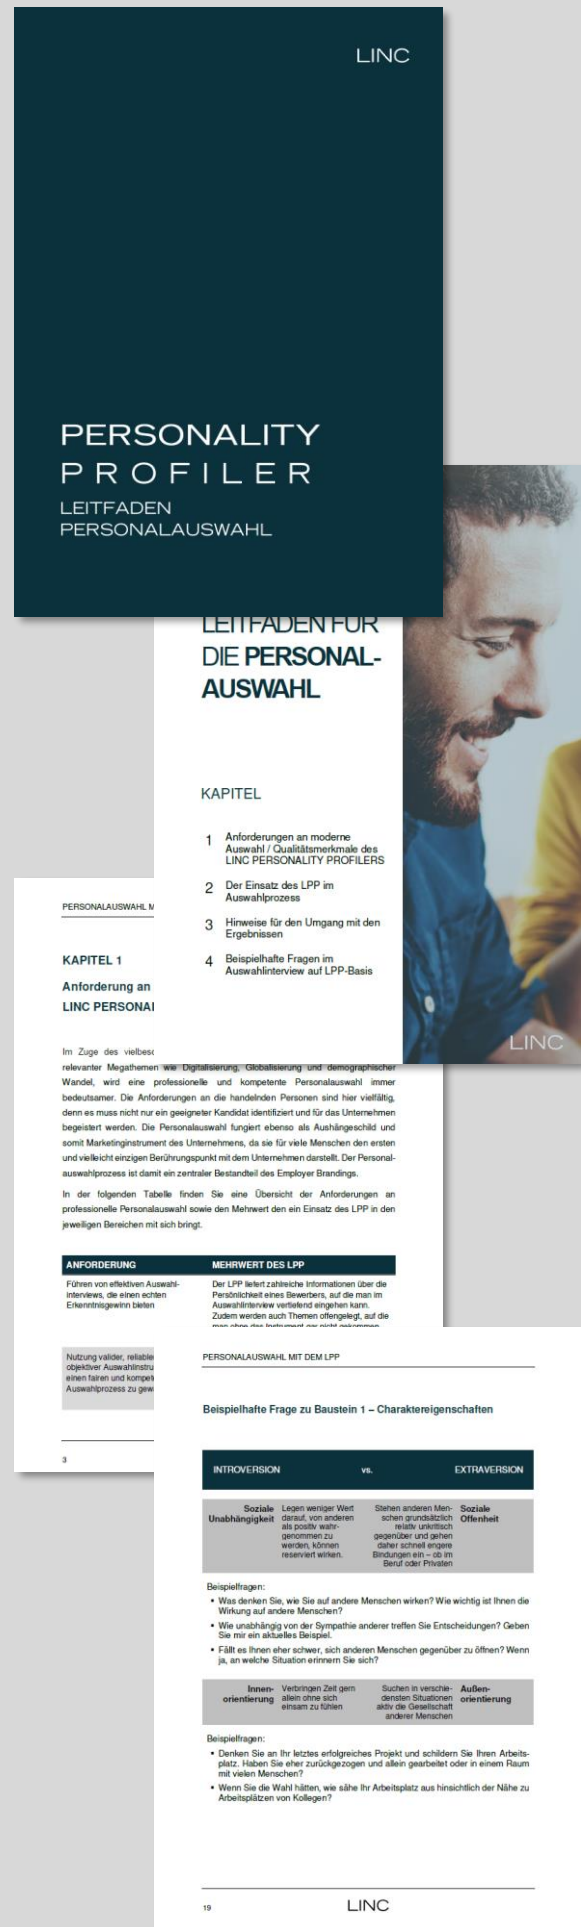 LINC
PERSONALITY
PROFILER
LEITFADEN
PERSONALAUSWAHL
LEITFADEN FÜR
DIE PERSONAL-
AUSWAHL
KAPITEL
1 Anforderungen an moderne
Auswahl / Qualitätsmerkmale des
LINC PERSONALITY PROFILERS
2 Der Einsatz des LPP im
Auswahlprozess
3 Hinweise für den Umgang mit den
Ergebnissen
4 Beispielhafte Fragen im
Auswahlinterview auf LPP-Basis
LINC
PERSONALAUSWAHL M
KAPITEL 1
Anforderung an
LINC PERSONAL
Im Zuge des
relevanter Megathemen wie Digitalisierung, Globalisierung und demographischer
Wandel, wird eine professionelle und kompetente Personalauswahl immer
bedeutsamer. Die Anforderungen an die handelnden Personen sind hier vielfältig,
denn es muss nicht nur ein geeigneter Kandidat identifiziert und für das Unternehmen
begeistert werden. Die Personalauswahl fungiert ebenso als Aushängeschild und
somit Marketinginstrument des Unternehmens, da sie für viele Menschen den ersten
und vielleicht einzigen Berührungspunkt mit dem Unternehmen darstellt. Der Personal-
auswahlprozess ist damit ein zentraler Bestandteil des Employer Brandings.
In der folgenden Tabelle finden Sie eine Übersicht der Anforderungen an
professionelle Personalauswahl sowie den Mehrwert den ein Einsatz des LPP in den
jeweiligen Bereichen mit sich bringt.
ANFORDERUNG MEHRWERT DES LPP
Führen von effektiven Auswahl-
interviews, die einen echten
Erkenntnisgewinn bieten
Der LPP liefert zahlreiche Informationen über die
Persönlichkeit eines Bewerbers, auf die man im
Auswahlinterview vertiefend eingehen kann.
Zudem werden auch Themen offengelegt, auf die
man ohne das Instrument gar nicht gekommen
Nutzung valider, reliable
objektiver Auswahlinstru
einen fairen und kompet
Auswahlprozess zu gew
3
PERSONALAUSWAHL MIT DEM LPP
Beispielhafte Frage zu Baustein 1 – Charaktereigenschaften
INTROVERSION vs. EXTRAVERSION
Soziale
Unabhängigkeit
Legen weniger Wert
darauf, von anderen
als positiv wahr-
genommen zu
werden, können
reserviert wirken.
Stehen anderen Men-
schen grundsätzlich
relativ unkritisch
gegenüber und gehen
daher schnell engere
Bindungen ein – ob im
Beruf oder Privaten
Soziale
Offenheit
Beispielfragen:
• Was denken Sie, wie Sie auf andere Menschen wirken? Wie wichtig ist Ihnen die
Wirkung auf andere Menschen?
• Wie unabhängig von der Sympathie anderer treffen Sie Entscheidungen? Geben
Sie mir ein aktuelles Beispiel.
• Fällt es Ihnen eher schwer, sich anderen Menschen gegenüber zu öffnen? Wenn
ja, an welche Situation erinnern Sie sich?
Innen-
orientierung
Verbringen Zeit gern
allein ohne sich
einsam zu fühlen
Suchen in verschie-
densten Situationen
aktiv die Gesellschaft
anderer Menschen
Außen-
orientierung
Beispielfragen:
• Denken Sie an Ihr letztes erfolgreiches Projekt und schildern Sie Ihren Arbeits-
platz. Haben Sie eher zurückgezogen und allein gearbeitet oder in einem Raum
mit vielen Menschen?
• Wenn Sie die Wahl hätten, wie sähe Ihr Arbeitsplatz aus hinsichtlich der Nähe zu
Arbeitsplätzen von Kollegen?
19
LINC